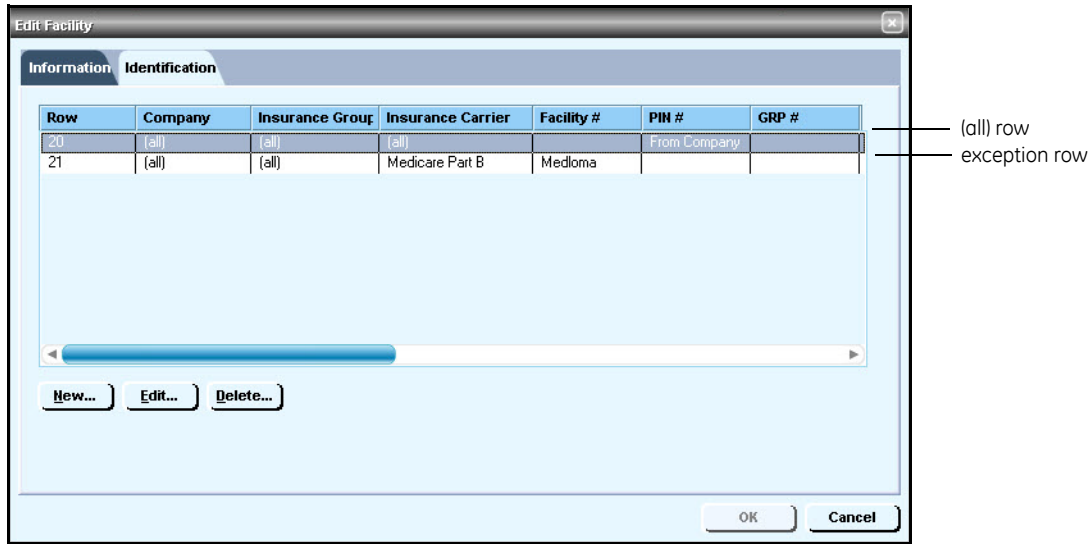 Edit Facility
Information Identification
Row Company Insurance Group Insurance Carrier Facility # PIN # GRP #
20 (all) (all) (all) From Company
21 (all) (all) Medicare Part B Medloma
(all) row
exception row
New... Edit... Delete...
OK Cancel